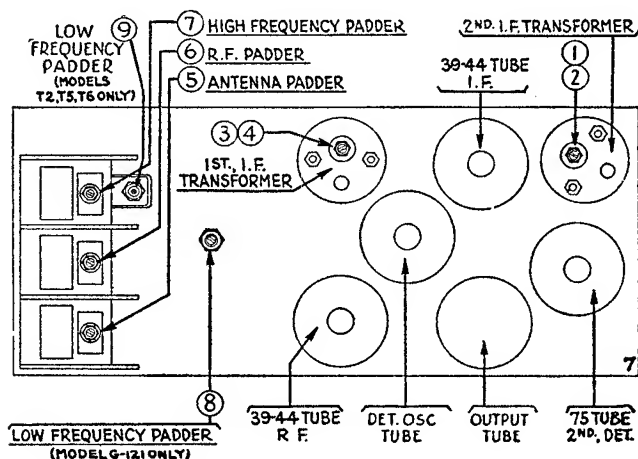 LOW
FREQUENCY
PADDER
(MODELS
T2,T5,T6 ONLY)
9
7 HIGH FREQUENCY PADDER
6 R.F. PADDER
5 ANTENNA PADDER
39-44 TUBE
I.F.
2ND. I.F. TRANSFORMER
1
2
3 4
1ST., I.F.
TRANSFORMER
7
8
LOW FREQUENCY PADDER
(MODEL G-121 ONLY)
39-44 TUBE
R F.
DET. OSC
TUBE
OUTPUT
TUBE
75 TUBE
2ND. DET.